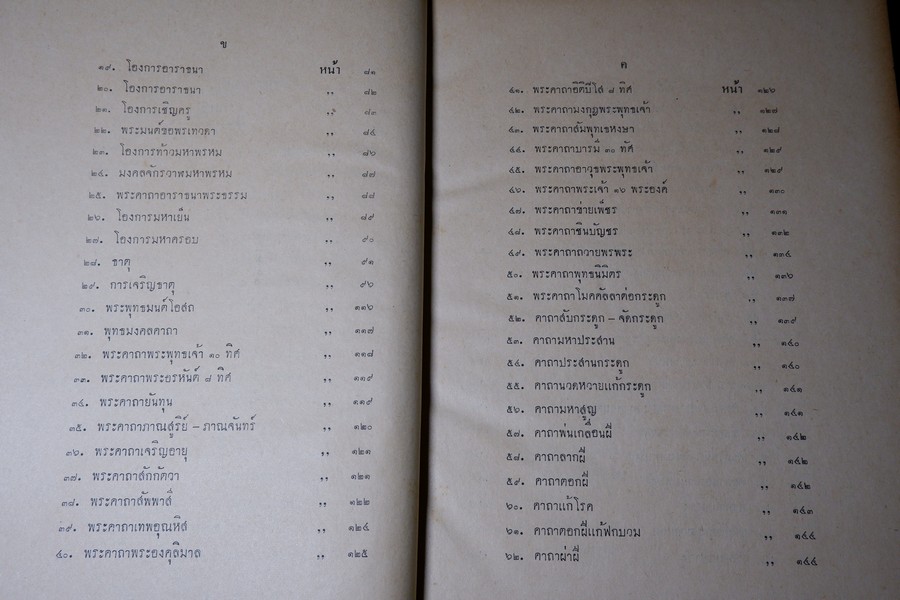 ข
๑๙. โองการอาราธนา หน้า ๘๑
๒๐. โองการอาราธนา ,, ๘๒
๒๑. โองการเชิญครู ,, ๘๓
๒๒. พระมนต์ขอพรเทวดา ,, ๘๔
๒๓. โองการท้าวมหาพรหม ,, ๘๖
๒๔. มงคลจักรวาฬมหาพรหม ,, ๘๗
๒๕. พระคาถาอาราธนาพระธรรม ,, ๘๘
๒๖. โองการมหาเย็น ,, ๘๙
๒๗. โองการมหาครอบ ,, ๙๐
๒๘. ธาตุ ,, ๙๑
๒๙. การเจริญธาตุ ,, ๙๖
๓๐. พระพุทธมนต์โอสถ ,, ๑๑๖
๓๑. พุทธมงคลคาถา ,, ๑๑๗
๓๒. พระคาถาพระพุทธเจ้า ๑๐ ทิศ ,, ๑๑๘
๓๓. พระคาถาพระอรหันต์ ๘ ทิศ ,, ๑๑๙
๓๔. พระคาถายันทุน ,, ๑๑๙
๓๕. พระคาถาภาณสูริย์ – ภาณจันทร์ ,, ๑๒๐
๓๖. พระคาถาเจริญอายุ ,, ๑๒๑
๓๗. พระคาถาสักกัตวา ,, ๑๒๑
๓๘. พระคาถาสัพพาสี ,, ๑๒๒
๓๙. พระคาถาเทพอุณหิส ,, ๑๒๔
๔๐. พระคาถาพระองคุลิมาล ,, ๑๒๕
ค
๔๑. พระคาถาอิติปิโส ๘ ทิศ หน้า ๑๒๖
๔๒. พระคาถามงกุฎพระพุทธเจ้า ,, ๑๒๘
๔๓. พระคาถาสัมพุทเธหงษา ,, ๑๒๘
๔๔. พระคาถาบารมี ๓๐ ทัศ ,, ๑๒๙
๔๕. พระคาถาอาวุธพระพุทธเจ้า ,, ๑๒๙
๔๖. พระคาถาพระเจ้า ๑๖ พระองค์ ,, ๑๓๐
๔๗. พระคาถาข่ายเพ็ชร ,, ๑๓๑
๔๘. พระคาถาชินบัญชร ,, ๑๓๒
๔๙. พระคาถาถวายพรพระ ,, ๑๓๔
๕๐. พระคาถาพุทธนิมิตร ,, ๑๓๖
๕๑. พระคาถาโมคคัลลาต่อกระดูก ,, ๑๓๗
๕๒. คาถาสับกระดูก – จัดกระดูก ,, ๑๓๙
๕๓. คาถามหาประสาน ,, ๑๔๐
๕๔. คาถาประสานกระดูก ,, ๑๔๐
๕๕. คาถานวดหวายแก้กระดูก ,, ๑๔๑
๕๖. คาถามหาสูญ ,, ๑๔๑
๕๗. คาถาพ่นเกลื่อนฝี ,, ๑๔๒
๕๘. คาถาลากฝี ,, ๑๔๒
๕๙. คาถาตอกฝี ,, ๑๔๒
๖๐. คาถาแก้โรค ,, ๑๔๓
๖๑. คาถาตอกฝีแก้ฟกบวม ,, ๑๔๔
๖๒. คาถาผ่าฝี ,, ๑๔๔